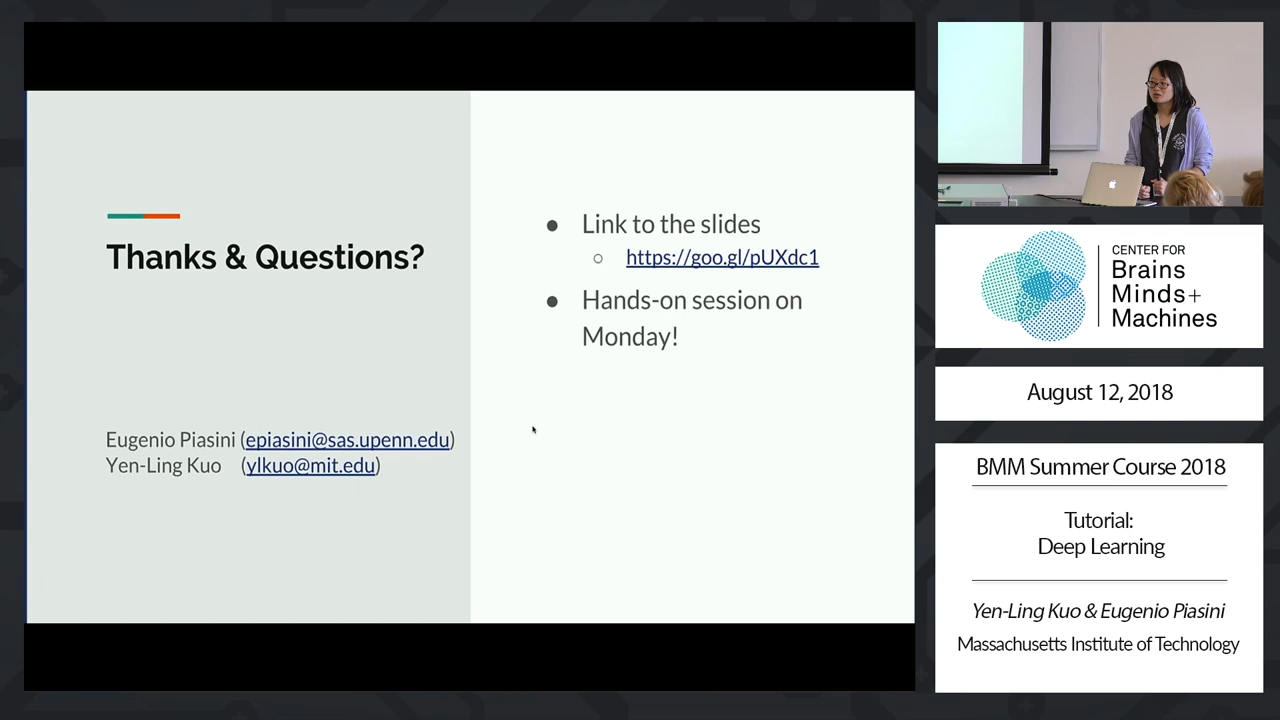 Thanks & Questions?
Eugenio Piasini (epiasini@sas.upenn.edu)
Yen-Ling Kuo (ylkuo@mit.edu)
● Link to the slides
○ https://goo.gl/pUXdc1
● Hands-on session on
Monday!
CENTER FOR
Brains
Minds+
Machines
August 12, 2018
BMM Summer Course 2018
Tutorial:
Deep Learning
Yen-Ling Kuo & Eugenio Piasini
Massachusetts Institute of Technology